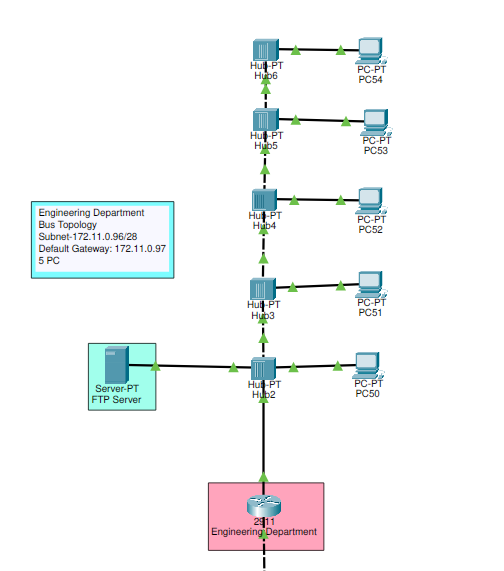 Hub-PT
Hub6
PC-PT
PC54
Hub-PT
Hub5
PC-PT
PC53
Hub-PT
Hub4
PC-PT
PC52
Engineering Department
Bus Topology
Subnet-172.11.0.96/28
Default Gateway: 172.11.0.97
5 PC
Hub-PT
Hub3
PC-PT
PC51
Server-PT
FTP Server
Hub-PT
Hub2
PC-PT
PC50
2911
Engineering Department